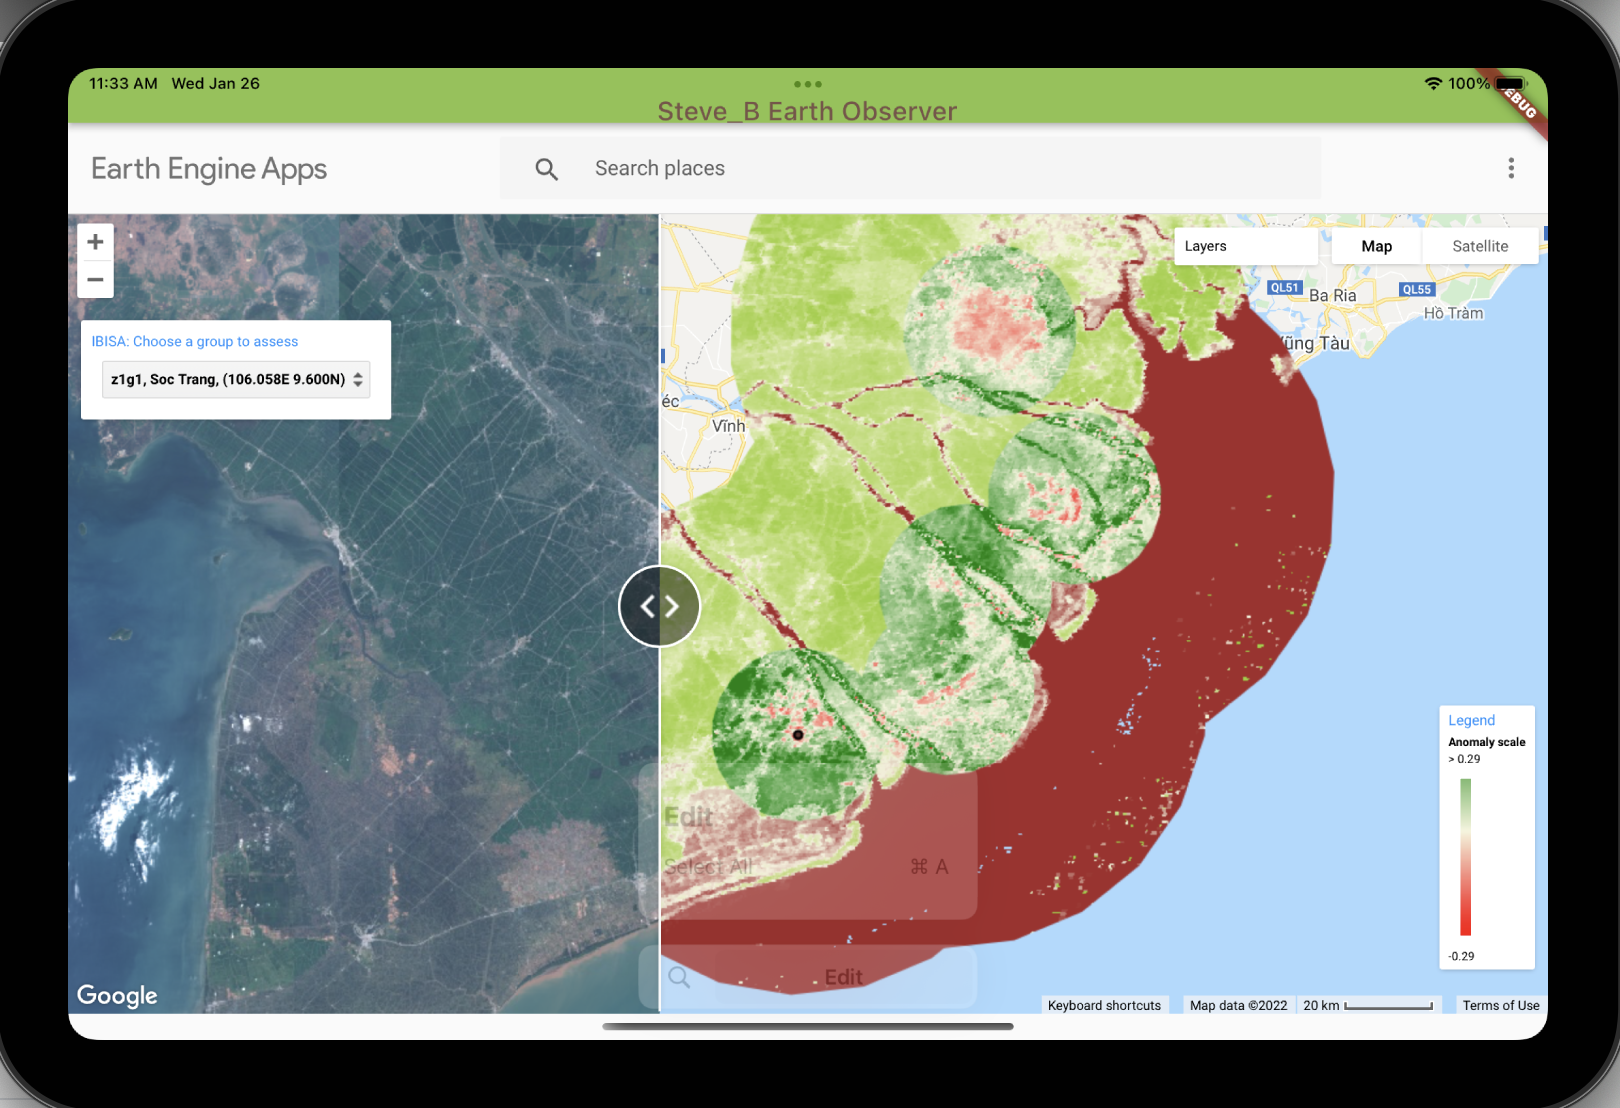 11:33 AM Wed Jan 26
100%
DEBUG
Steve_B Earth Observer
Earth Engine Apps
Search places
+
−
IBISA: Choose a group to assess
z1g1, Soc Trang, (106.058E 9.600N)
Layers
Map
Satellite
QL51
Ba Ria
QL55
Hồ Tràm
Vũng Tàu
éc
Vĩnh
Edit
Select All ⌘ A
Edit
Legend
Anomaly scale
> 0.29
-0.29
Google
Keyboard shortcuts
Map data ©2022
20 km
Terms of Use